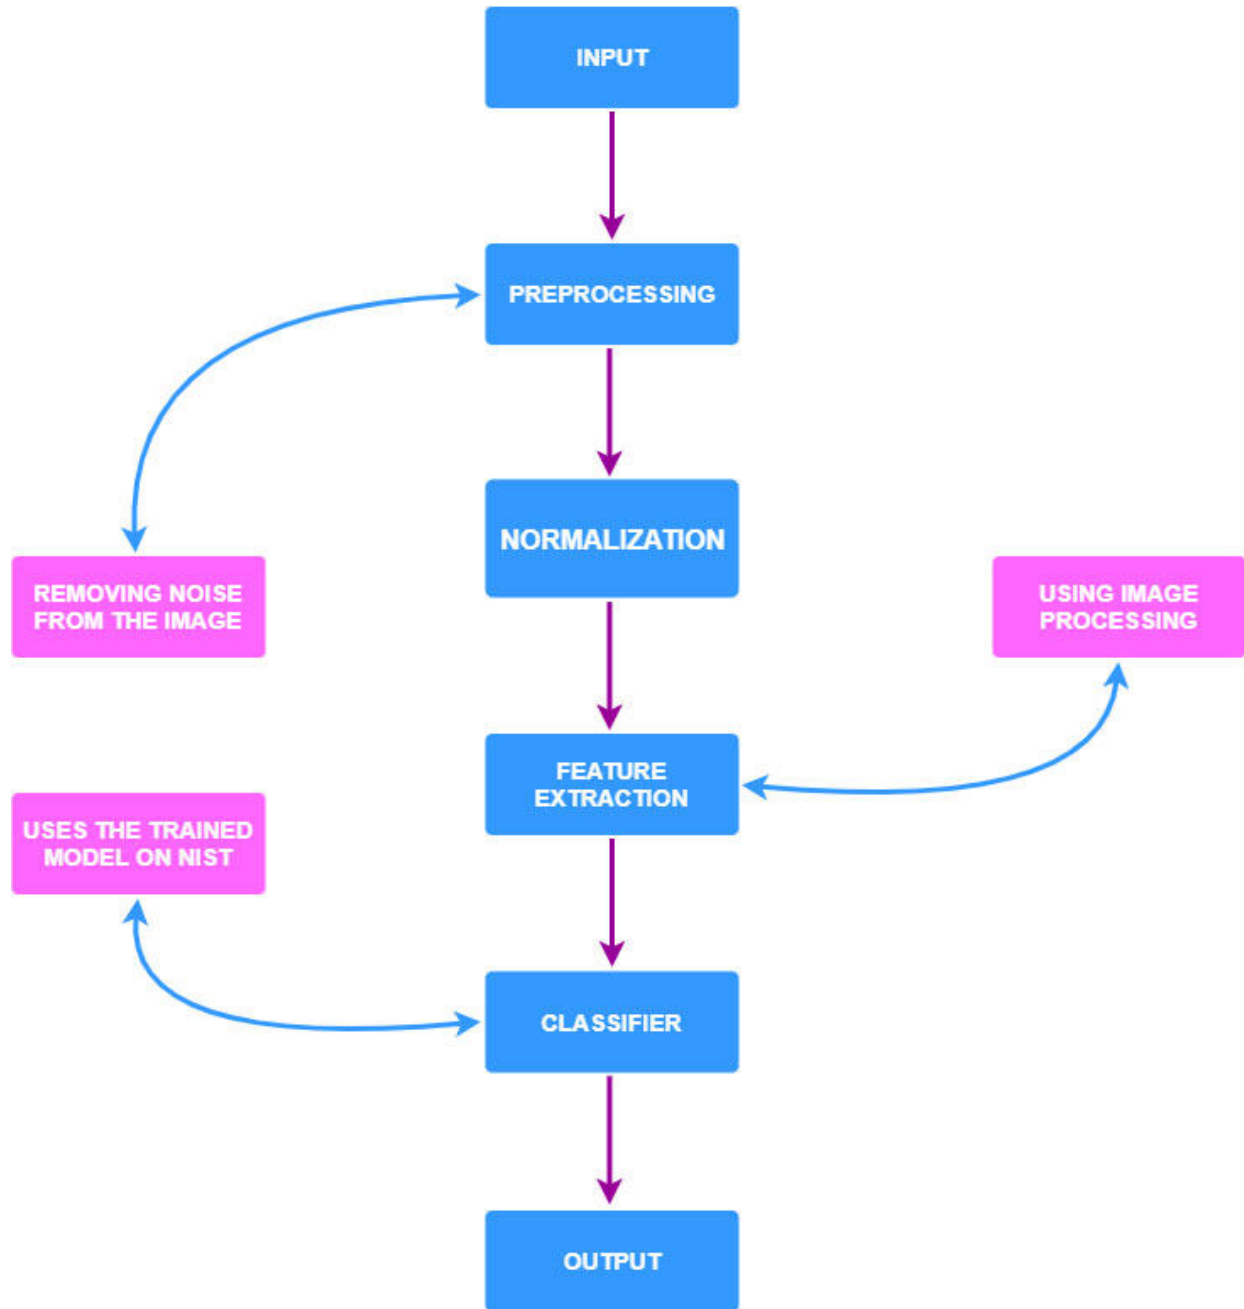 INPUT
PREPROCESSING
NORMALIZATION
REMOVING NOISE
FROM THE IMAGE
USING IMAGE
PROCESSING
FEATURE
EXTRACTION
USES THE TRAINED
MODEL ON NIST
CLASSIFIER
OUTPUT